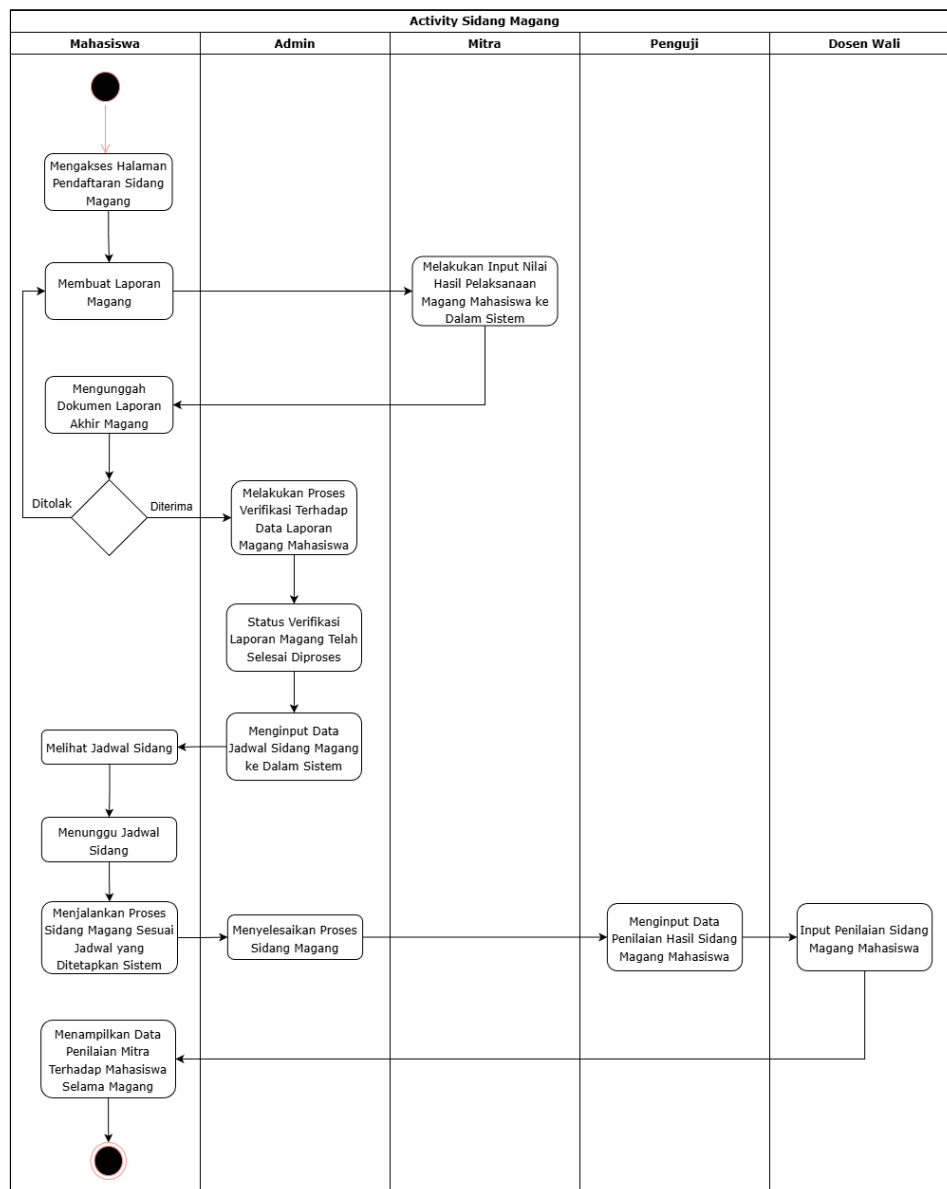 Activity Sidang Magang
Mahasiswa
Admin
Mitra
Penguji
Dosen Wali
Mengakses Halaman
Pendaftaran Sidang
Magang
Membuat Laporan
Magang
Melakukan Input Nilai
Hasil Pelaksanaan
Magang Mahasiswa ke
Dalam Sistem
Mengunggah
Dokumen Laporan
Akhir Magang
Ditolak
Diterima
Melakukan Proses
Verifikasi Terhadap
Data Laporan
Magang Mahasiswa
Status Verifikasi
Laporan Magang Telah
Selesai Diproses
Menginput Data
Jadwal Sidang Magang
ke Dalam Sistem
Melihat Jadwal Sidang
Menunggu Jadwal
Sidang
Menjalankan Proses
Sidang Magang Sesuai
Jadwal yang
Ditetapkan Sistem
Menyelesaikan Proses
Sidang Magang
Menginput Data
Penilaian Hasil Sidang
Magang Mahasiswa
Input Penilaian Sidang
Magang Mahasiswa
Menampilkan Data
Penilaian Mitra
Terhadap Mahasiswa
Selama Magang